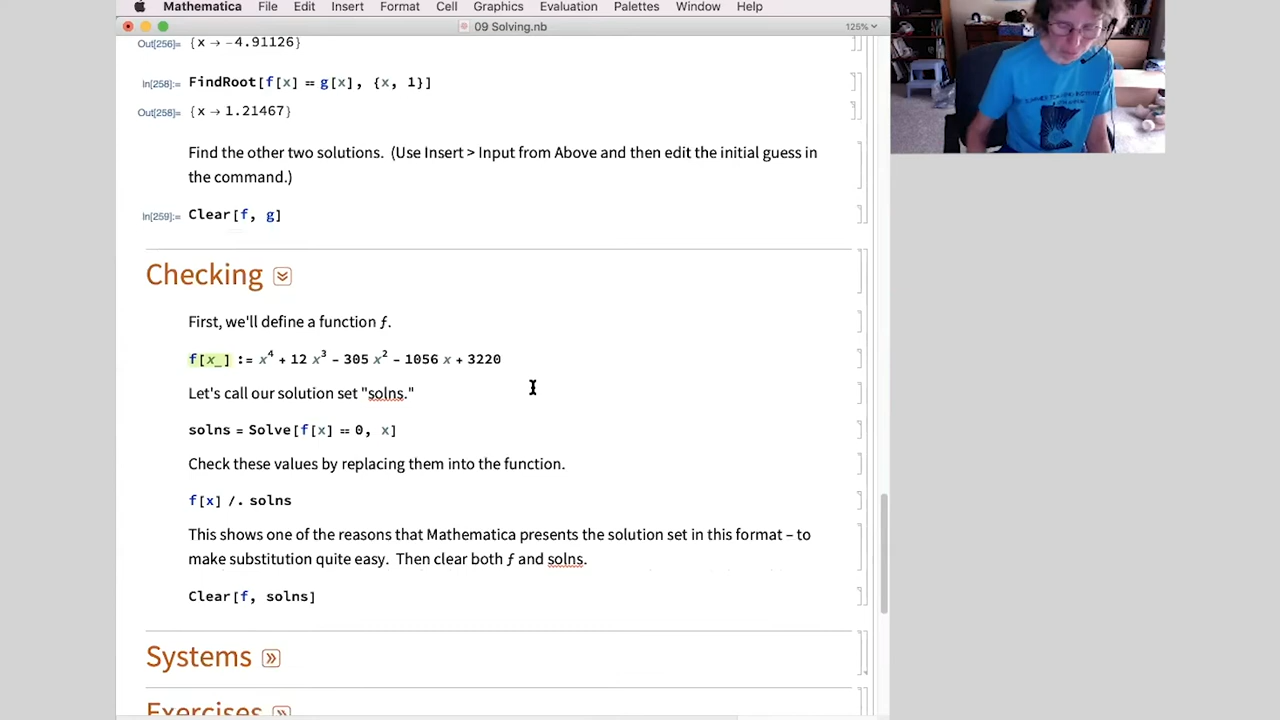 Mathematica File Edit Insert Format Cell Graphics Evaluation Palettes Window Help
09 Solving.nb
125%
Out[256]= {x → -4.91126}
In[258]:= FindRoot[f[x] == g[x], {x, 1}]
Out[258]= {x → 1.21467}
Find the other two solutions. (Use Insert > Input from Above and then edit the initial guess in
the command.)
In[259]:= Clear[f, g]
Checking
First, we'll define a function f.
f[x_] := x^4 + 12 x^3 - 305 x^2 - 1056 x + 3220
Let's call our solution set "solns."
solns = Solve[f[x] == 0, x]
Check these values by replacing them into the function.
f[x] /. solns
This shows one of the reasons that Mathematica presents the solution set in this format – to
make substitution quite easy. Then clear both f and solns.
Clear[f, solns]
Systems
Exercises